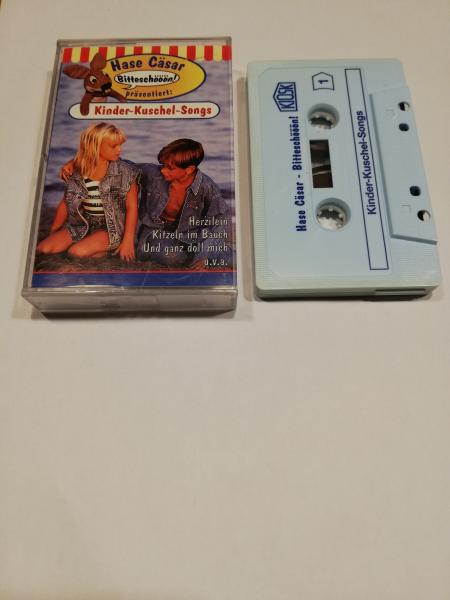 Hase Cäsar
Bitteschööön!
präsentiert:
Kinder-Kuschel-Songs
Herzilein
Kitzeln im Bauch
Und ganz doll mich
u.v.a.
Hase Cäsar - Bitteschööön!
KIOSK
1
Kinder-Kuschel-Songs